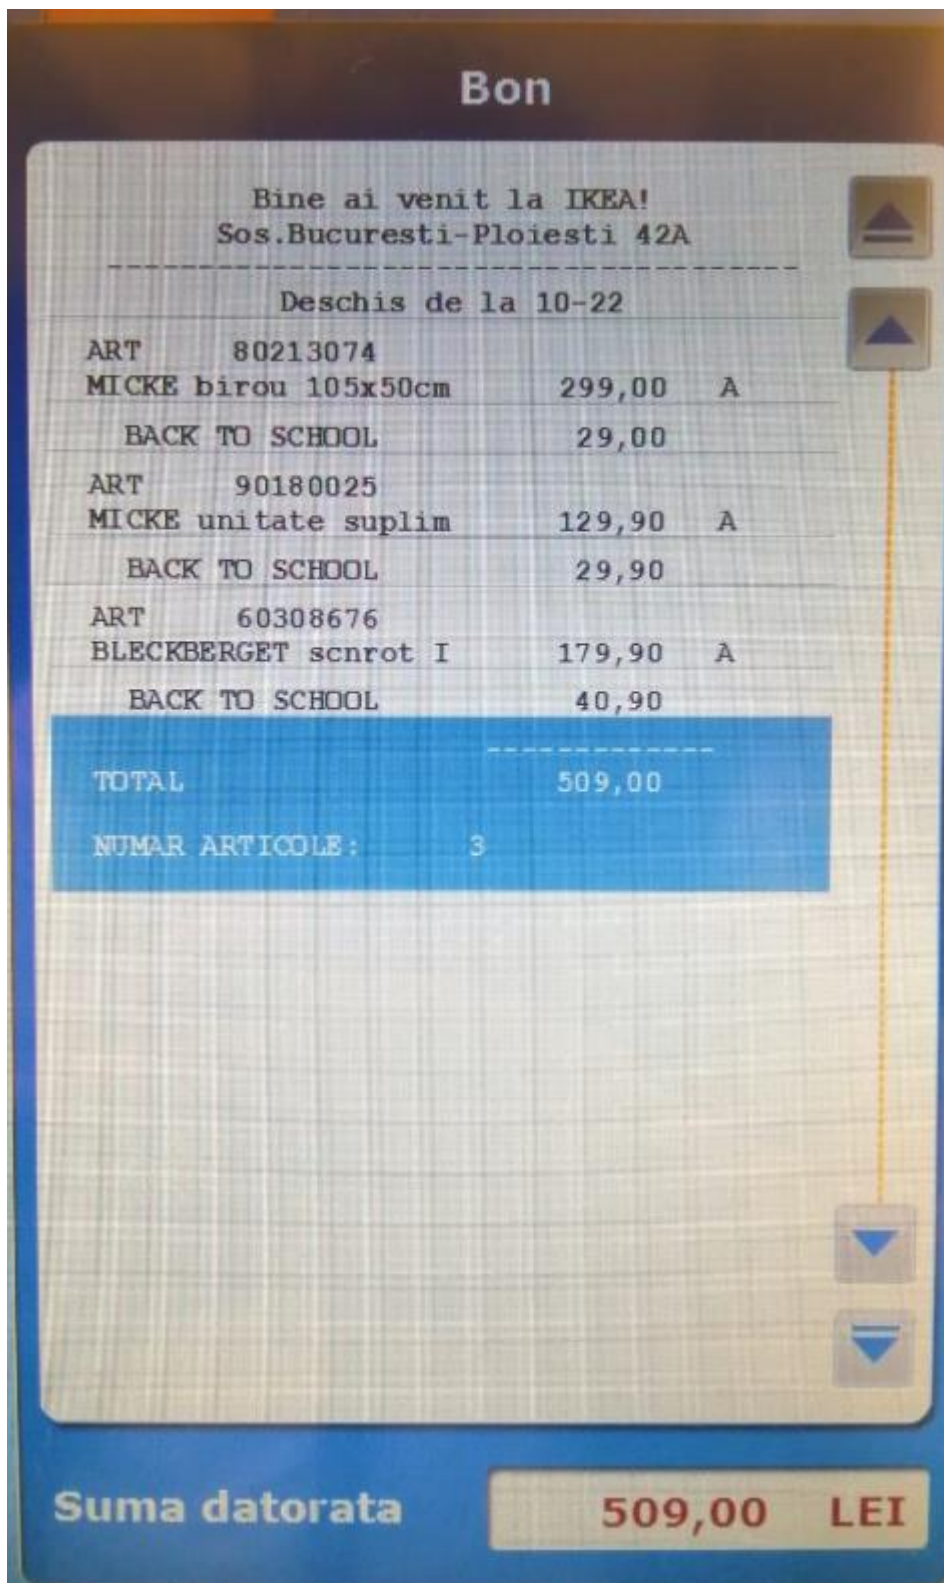 Bon
Bine ai venit la IKEA!
Sos.Bucuresti-Ploiesti 42A
--------------------------------------
Deschis de la 10-22
ART 80213074
MICKE birou 105x50cm 299,00 A
BACK TO SCHOOL 29,00
ART 90180025
MICKE unitate suplim 129,90 A
BACK TO SCHOOL 29,90
ART 60308676
BLECKBERGET scnrot I 179,90 A
BACK TO SCHOOL 40,90
-------------
TOTAL 509,00
NUMAR ARTICOLE: 3
Suma datorata 509,00 LEI